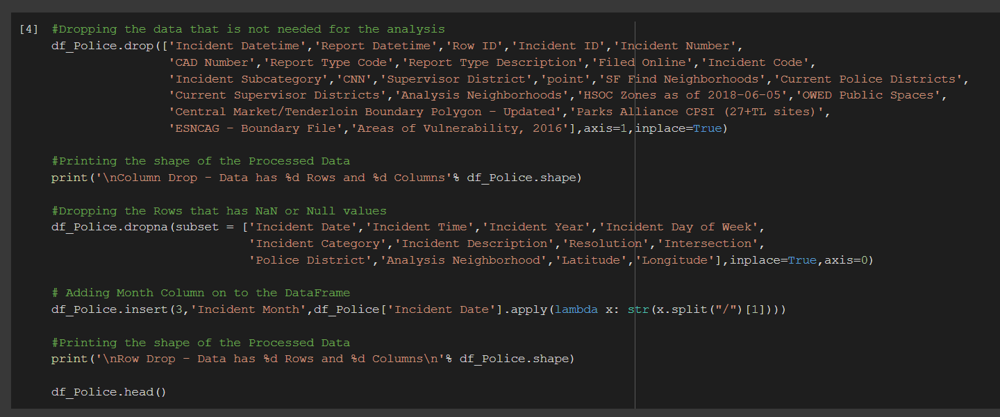 [4] #Dropping the data that is not needed for the analysis
df_Police.drop(['Incident Datetime','Report Datetime','Row ID','Incident ID','Incident Number',
'CAD Number','Report Type Code','Report Type Description','Filed Online','Incident Code',
'Incident Subcategory','CNN','Supervisor District','point','SF Find Neighborhoods','Current Police Districts',
'Current Supervisor Districts','Analysis Neighborhoods','HSOC Zones as of 2018-06-05','OWED Public Spaces',
'Central Market/Tenderloin Boundary Polygon - Updated','Parks Alliance CPSI (27+TL sites)',
'ESNCAG - Boundary File','Areas of Vulnerability, 2016'],axis=1,inplace=True)
#Printing the shape of the Processed Data
print('\nColumn Drop - Data has %d Rows and %d Columns'% df_Police.shape)
#Dropping the Rows that has NaN or Null values
df_Police.dropna(subset = ['Incident Date','Incident Time','Incident Year','Incident Day of Week',
'Incident Category','Incident Description','Resolution','Intersection',
'Police District','Analysis Neighborhood','Latitude','Longitude'],inplace=True,axis=0)
# Adding Month Column on to the DataFrame
df_Police.insert(3,'Incident Month',df_Police['Incident Date'].apply(lambda x: str(x.split("/")[1])))
#Printing the shape of the Processed Data
print('\nRow Drop - Data has %d Rows and %d Columns\n'% df_Police.shape)
df_Police.head()